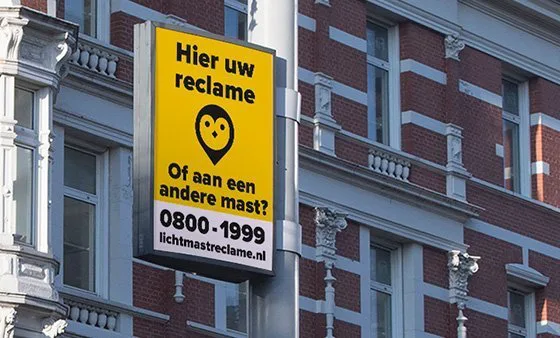 Hier uw
reclame
Of aan een
andere mast?
0800-1999
lichtmastreclame.nl